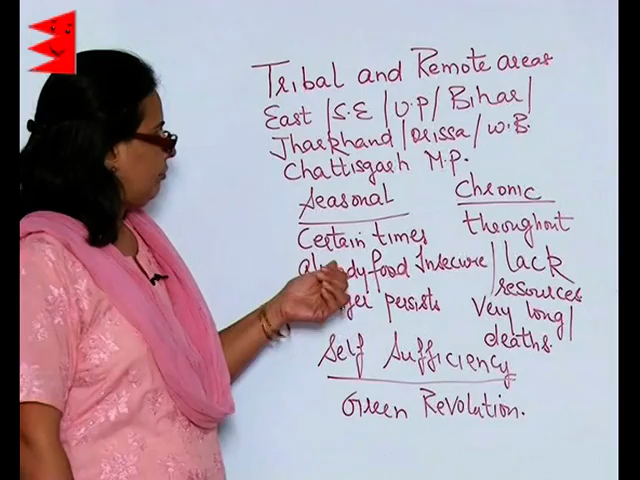 Tribal and Remote areas
East / S.E / U.P / Bihar /
Jharkhand / Orissa / W.B.
Chattisgarh M.P.
Seasonal
Certain times
food Insecure
persists
Chronic
throughout
lack
resources
very long /
deaths.
Self Sufficiency
Green Revolution.